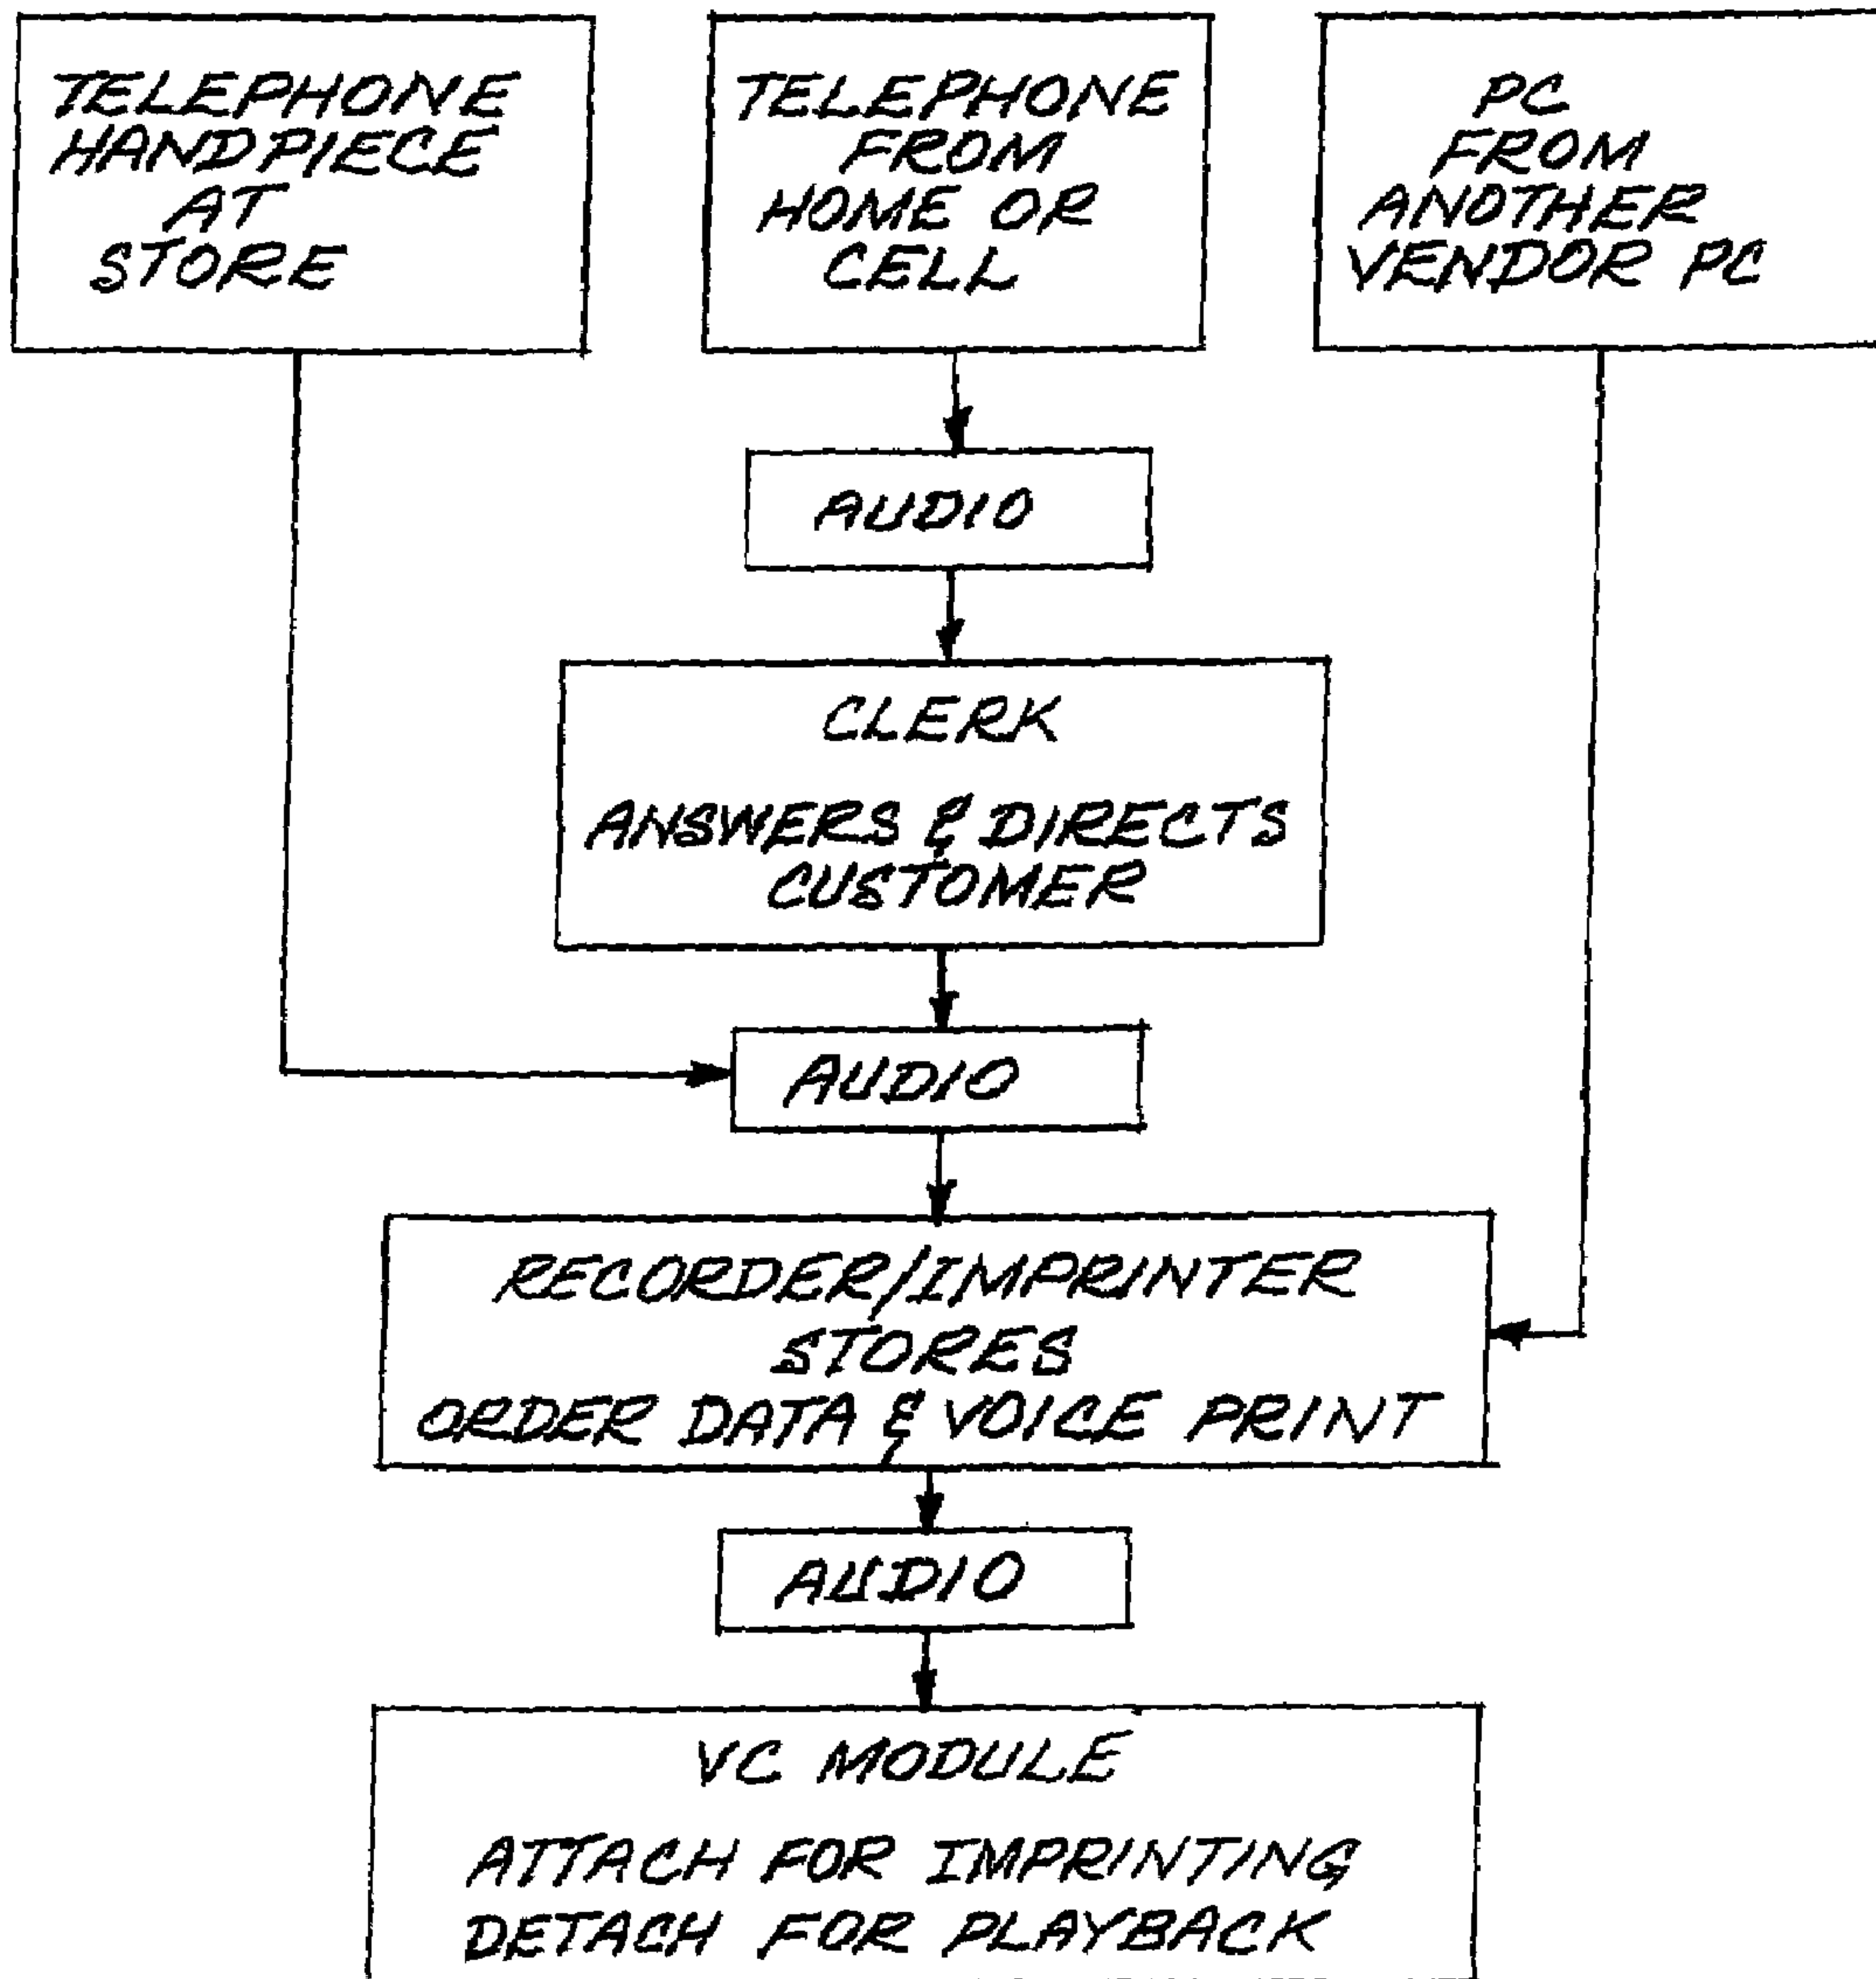 TELEPHONE
HANDPIECE
AT
STORE
TELEPHONE
FROM
HOME OR
CELL
PC
FROM
ANOTHER
VENDOR PC
AUDIO
CLERK
ANSWERS & DIRECTS
CUSTOMER
AUDIO
RECORDER/IMPRINTER
STORES
ORDER DATA & VOICE PRINT
AUDIO
VC MODULE
ATTACH FOR IMPRINTING
DETACH FOR PLAYBACK